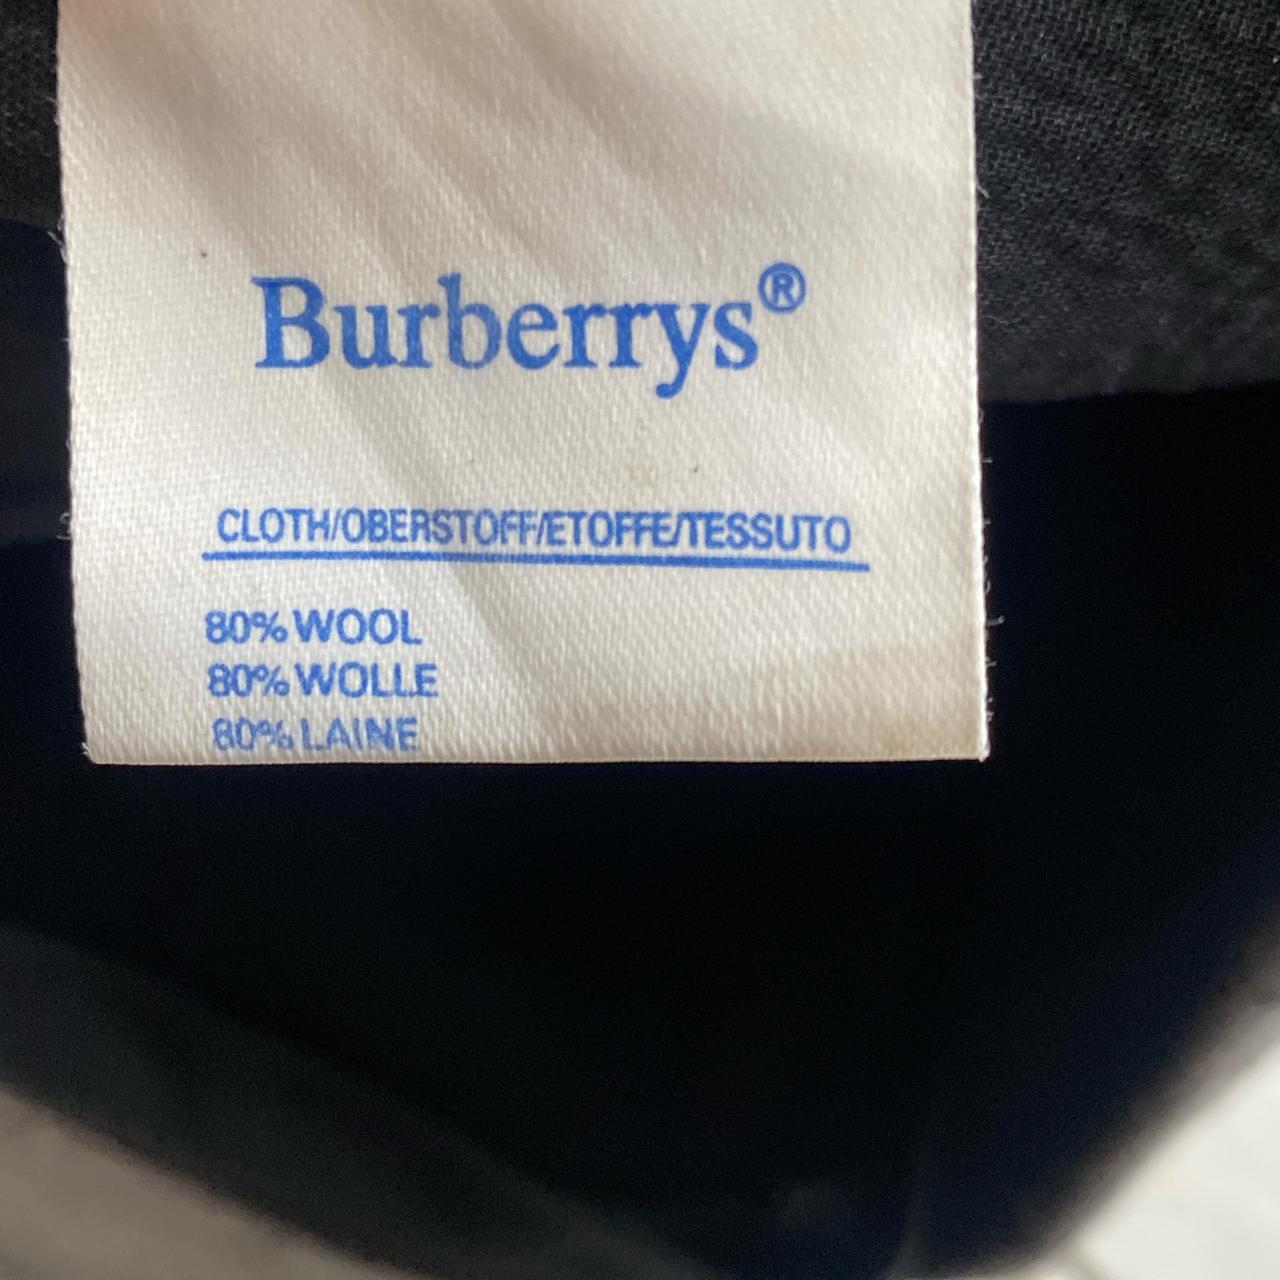 Burberrys®
CLOTH/OBERSTOFF/ETOFFE/TESSUTO
80% WOOL
80% WOLLE
80% LAINE